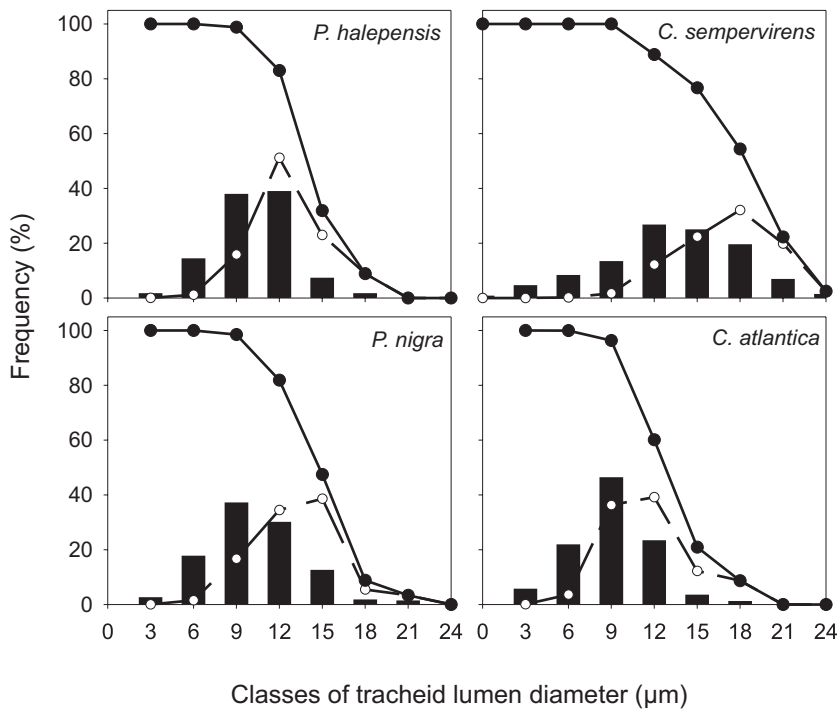 P. halepensis
C. sempervirens
100
80
60
40
20
0
Frequency (%)
P. nigra
C. atlantica
100
80
60
40
20
0
0 3 6 9 12 15 18 21 24 0 3 6 9 12 15 18 21 24
Classes of tracheid lumen diameter (µm)